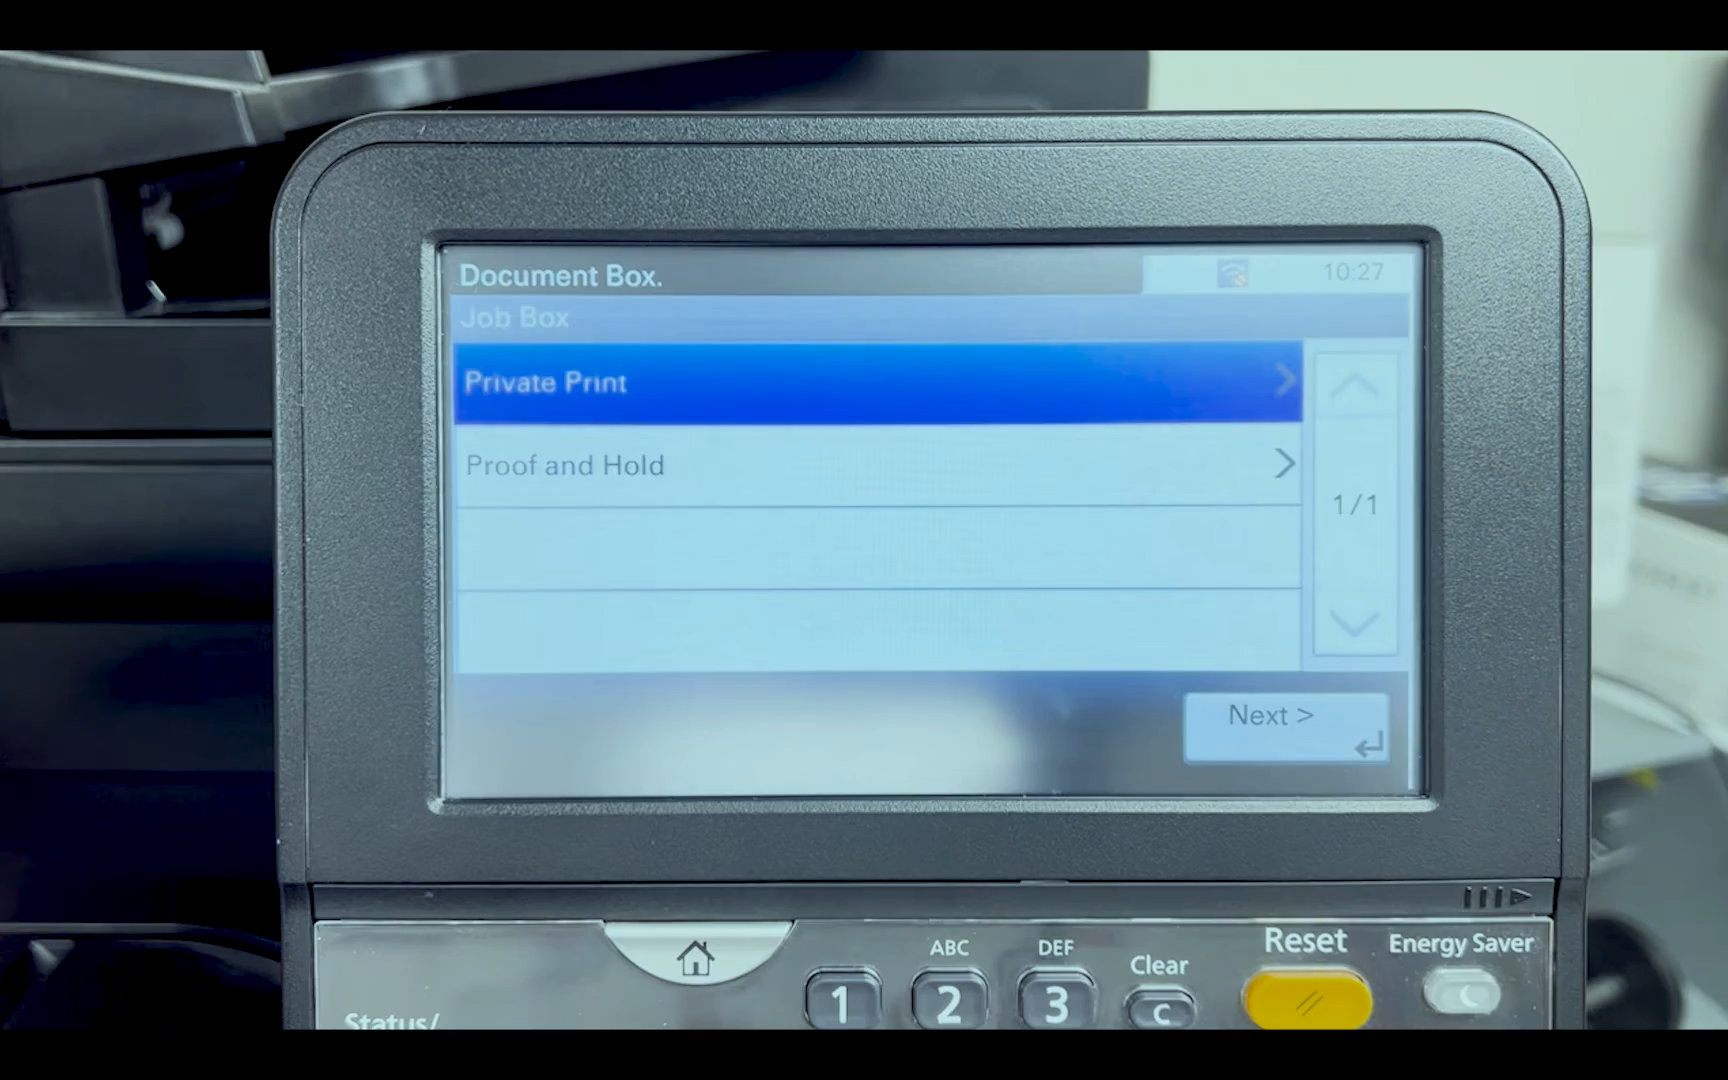 Document Box.
10:27
Job Box
Private Print
Proof and Hold
1/1
Next >
ABC
DEF
Clear
Reset
Energy Saver
1
2
3
C
Status/